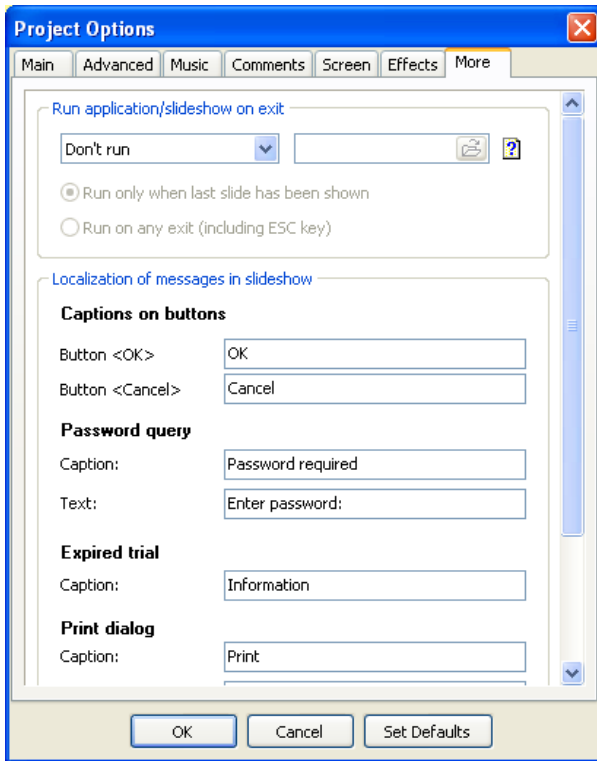 Project Options
Main Advanced Music Comments Screen Effects More
Run application/slideshow on exit
Don't run
Run only when last slide has been shown
Run on any exit (including ESC key)
Localization of messages in slideshow
Captions on buttons
Button <OK> OK
Button <Cancel> Cancel
Password query
Caption: Password required
Text: Enter password:
Expired trial
Caption: Information
Print dialog
Caption: Print
OK Cancel Set Defaults